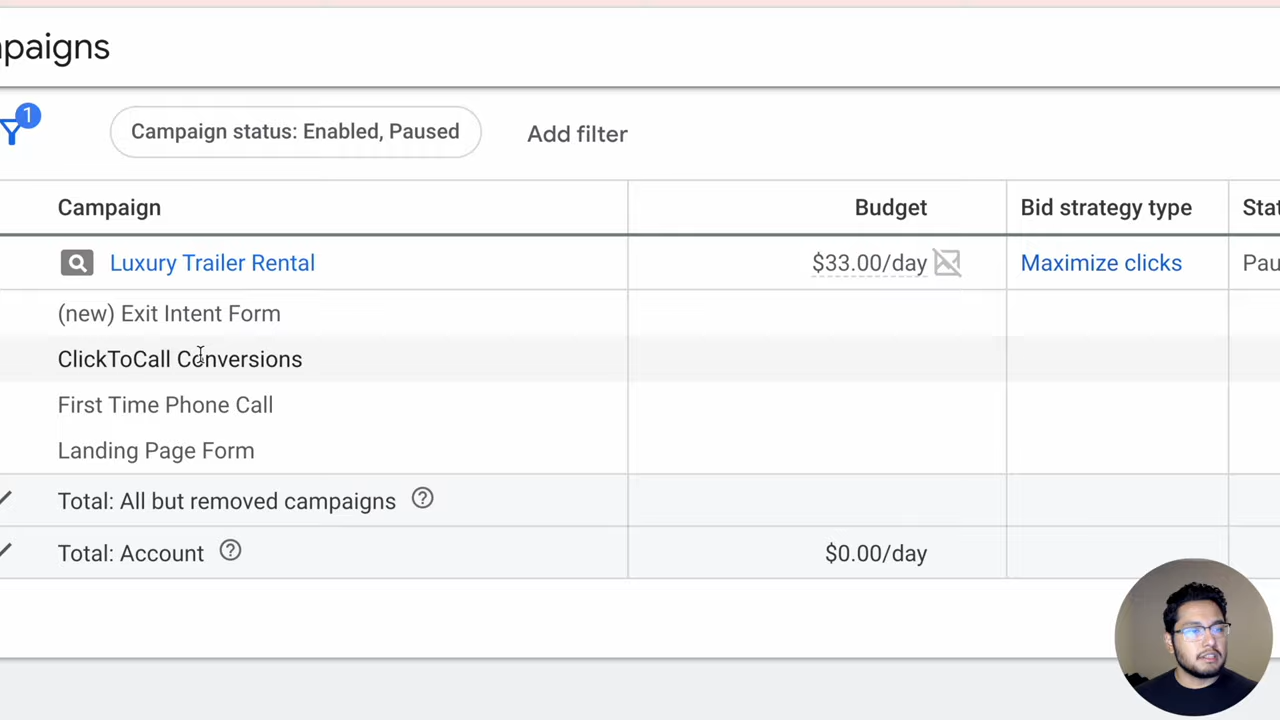 paigns
1
Campaign status: Enabled, Paused
Add filter
Campaign Budget Bid strategy type Stat
Luxury Trailer Rental $33.00/day Maximize clicks Pau
(new) Exit Intent Form
ClickToCall Conversions
First Time Phone Call
Landing Page Form
Total: All but removed campaigns ?
Total: Account ? $0.00/day